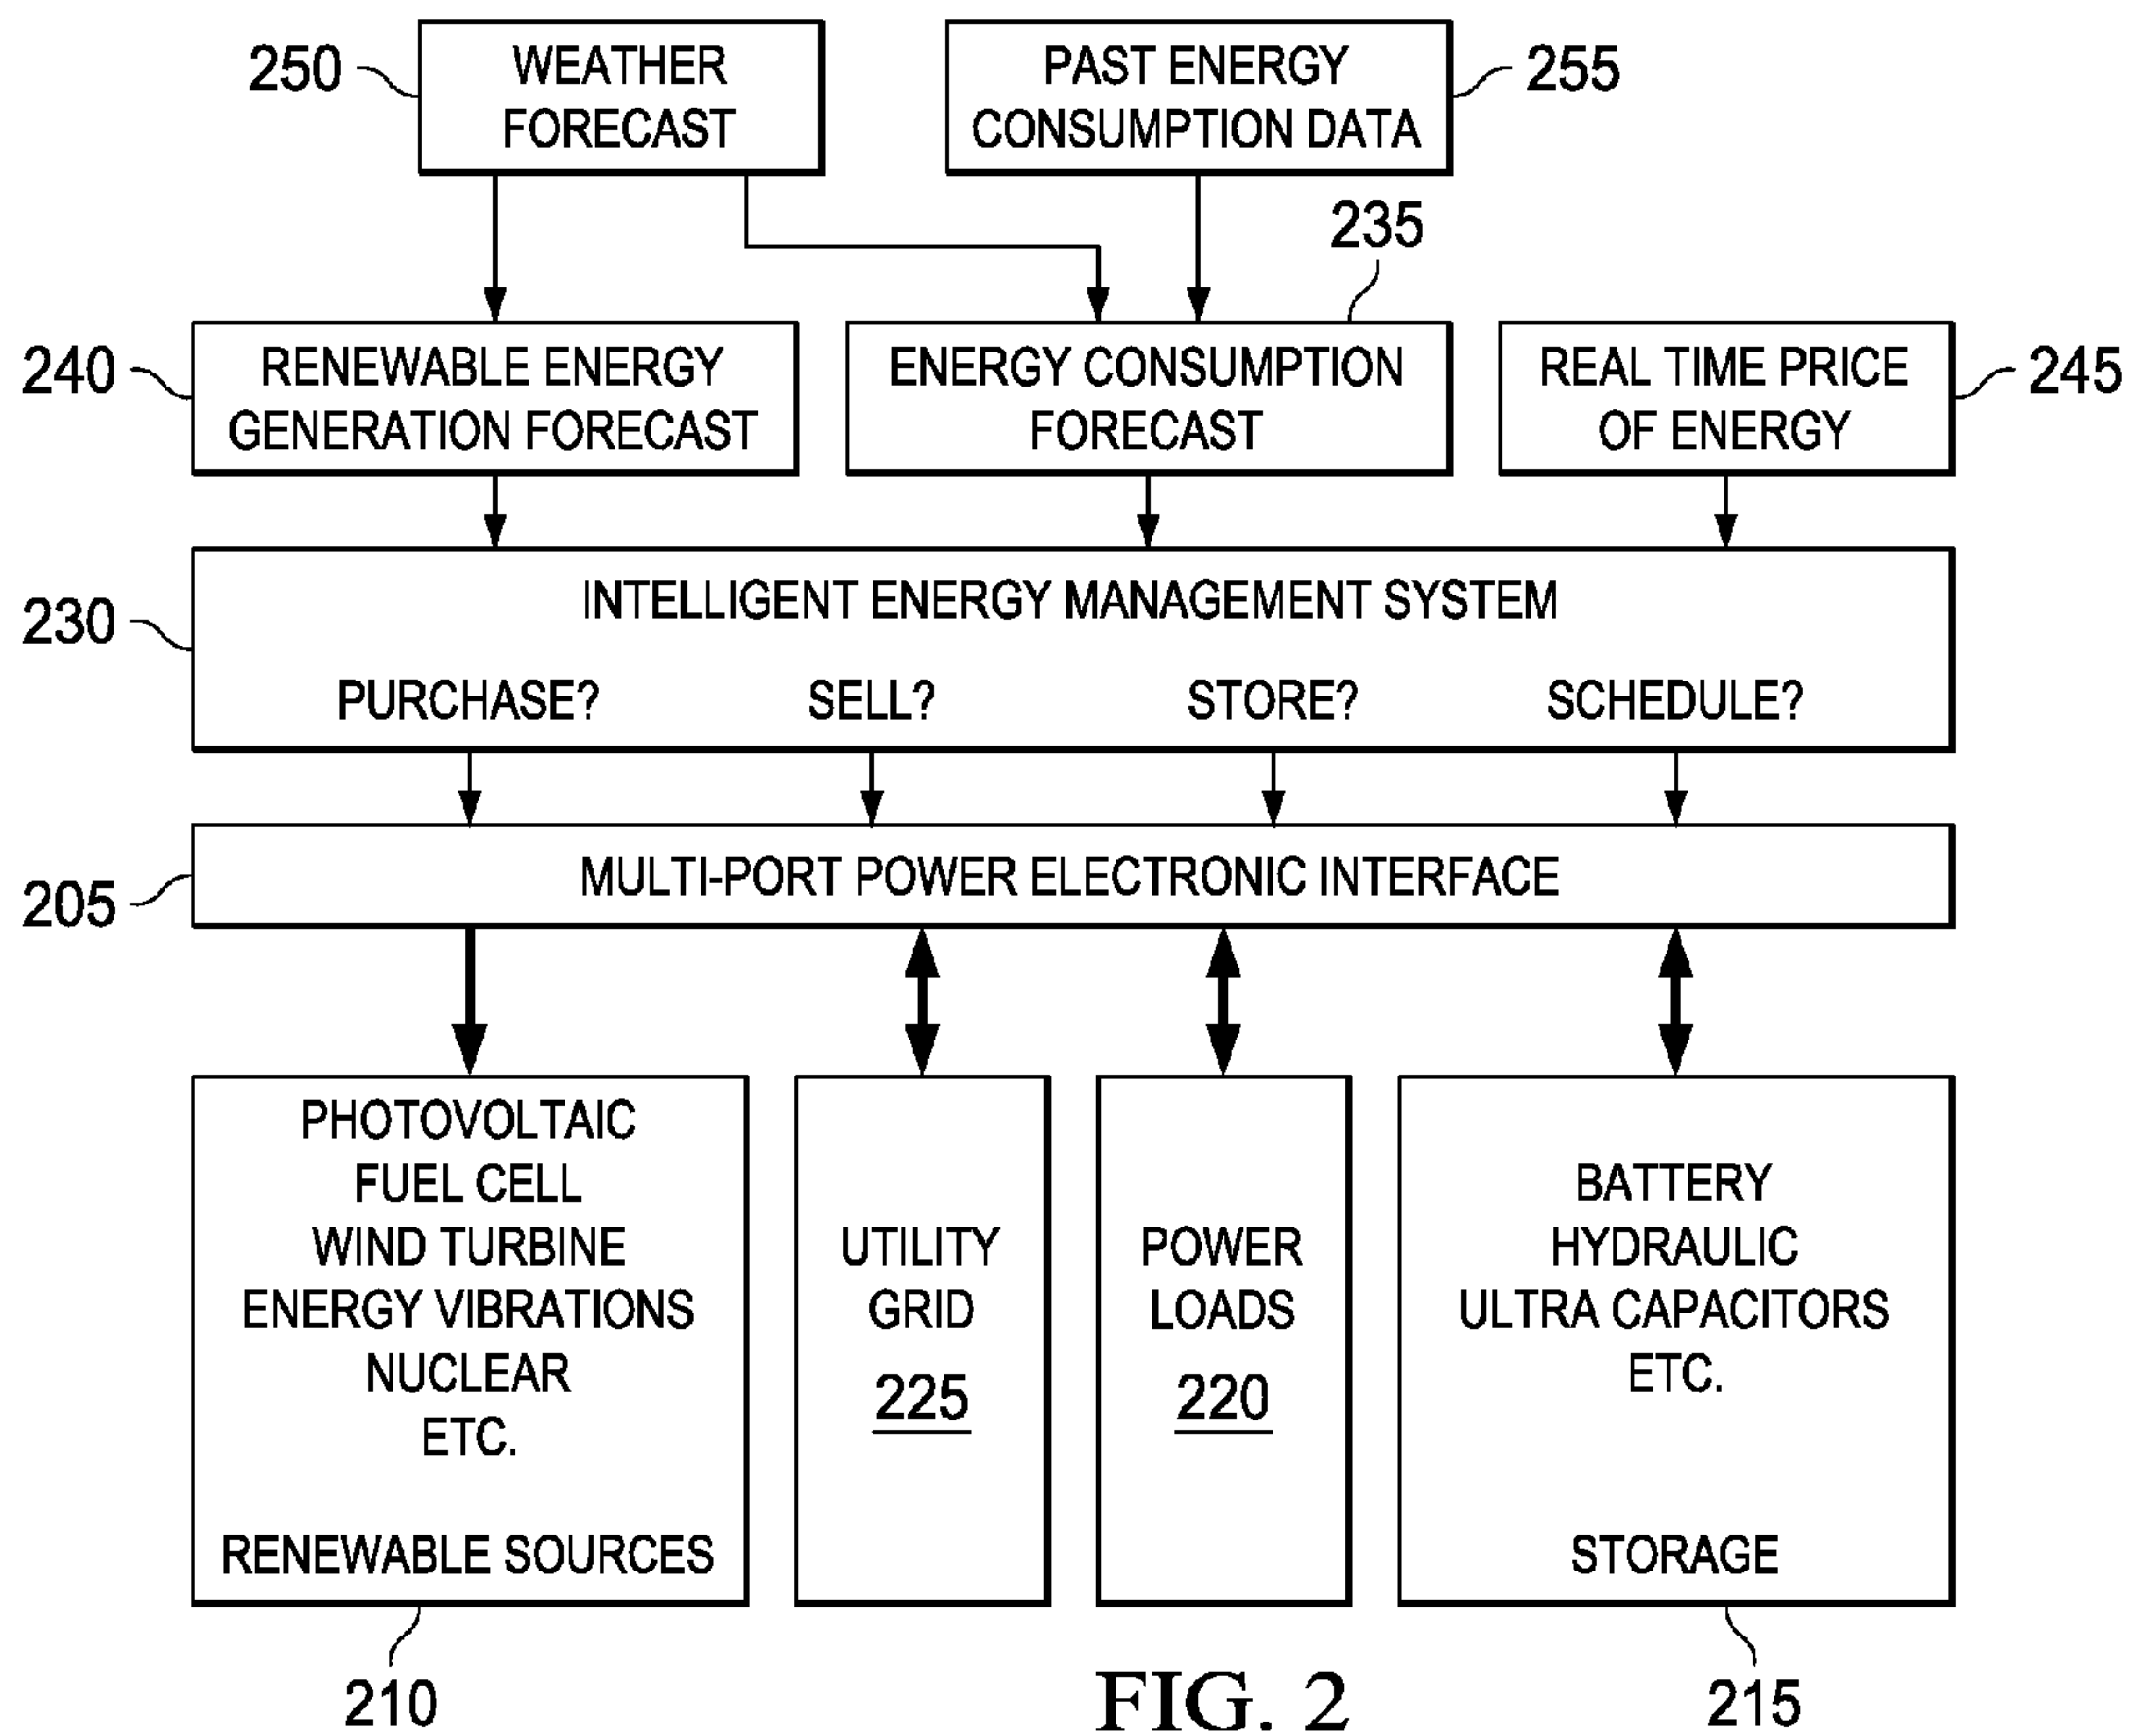 250
WEATHER
FORECAST
PAST ENERGY
CONSUMPTION DATA
255
235
240
RENEWABLE ENERGY
GENERATION FORECAST
ENERGY CONSUMPTION
FORECAST
REAL TIME PRICE
OF ENERGY
245
230
INTELLIGENT ENERGY MANAGEMENT SYSTEM
PURCHASE? SELL? STORE? SCHEDULE?
205
MULTI-PORT POWER ELECTRONIC INTERFACE
PHOTOVOLTAIC
FUEL CELL
WIND TURBINE
ENERGY VIBRATIONS
NUCLEAR
ETC.
RENEWABLE SOURCES
210
UTILITY
GRID
225
POWER
LOADS
220
BATTERY
HYDRAULIC
ULTRA CAPACITORS
ETC.
STORAGE
215
FIG. 2